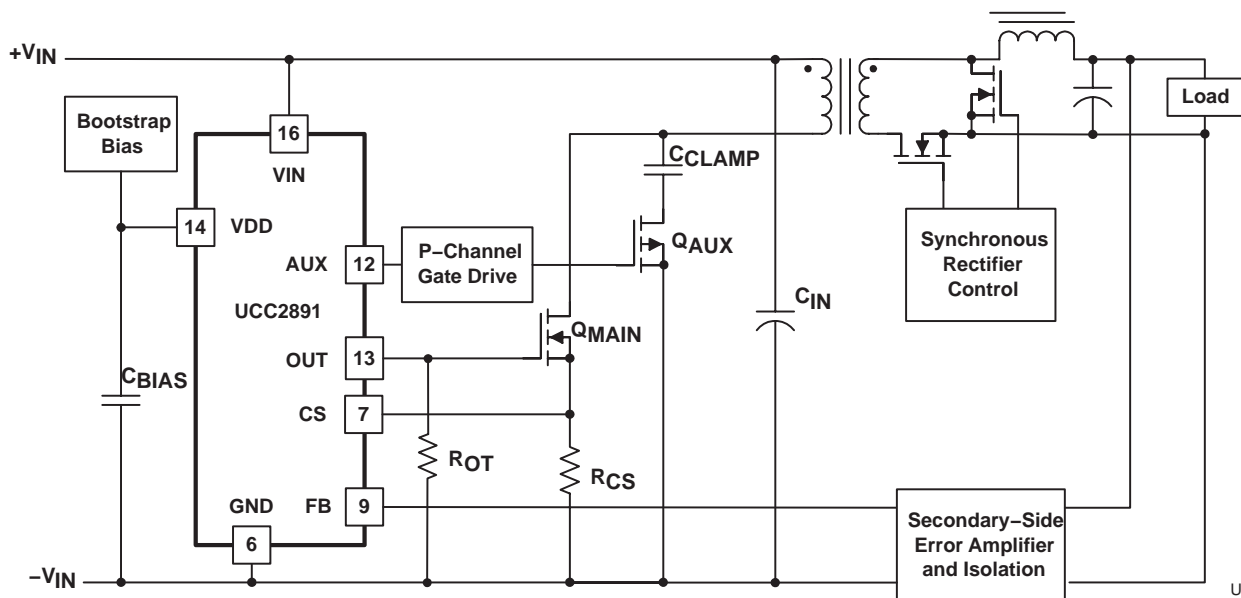 +VIN
Bootstrap
Bias
16
VIN
14
VDD
AUX
12
P–Channel
Gate Drive
CCLAMP
QAUX
UCC2891
QMAIN
CIN
OUT
13
CBIAS
CS
7
ROT
RCS
FB
9
GND
6
–VIN
Load
Synchronous
Rectifier
Control
Secondary–Side
Error Amplifier
and Isolation
U